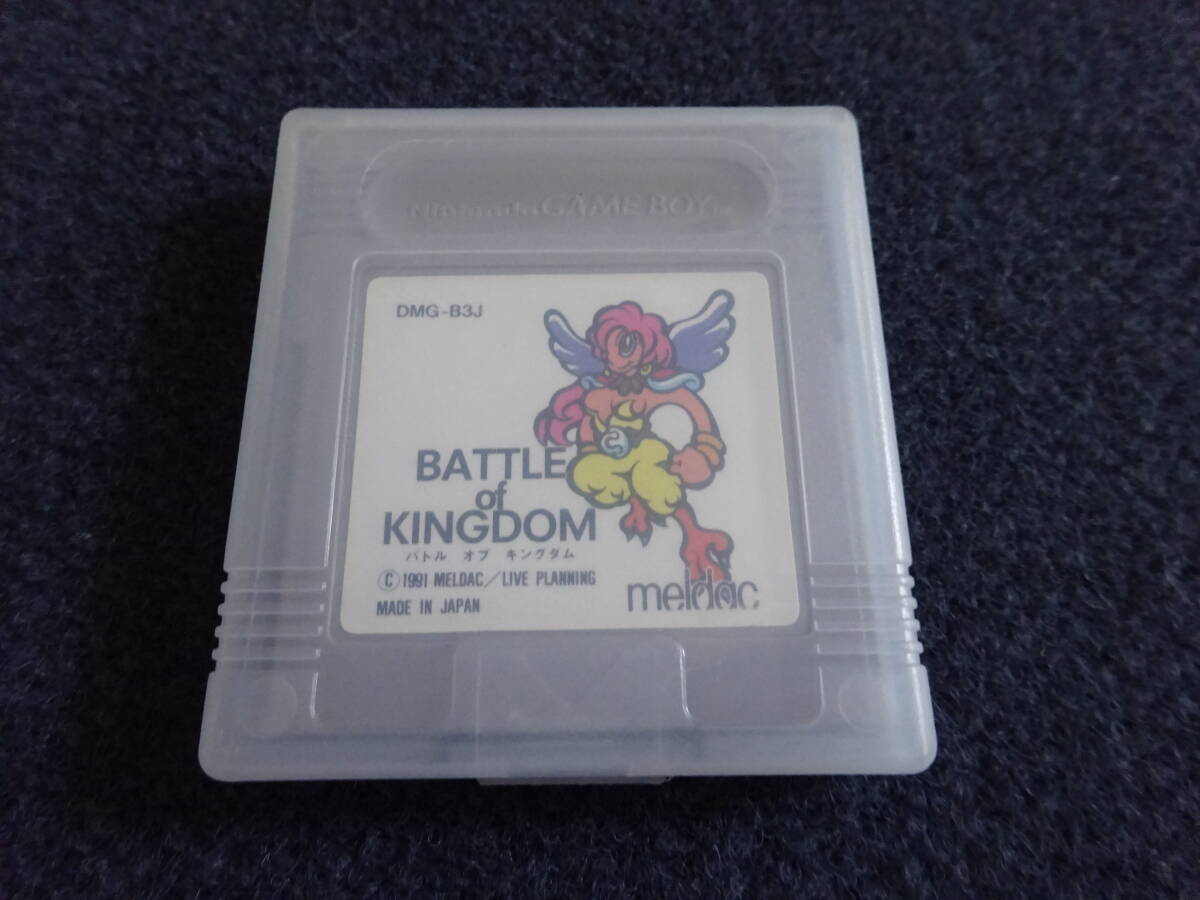 Nintendo GAME BOY TM
DMG-B3J
BATTLE
of
KINGDOM
バトル オブ キングダム
©1991 MELDAC/LIVE PLANNING
MADE IN JAPAN
meldac